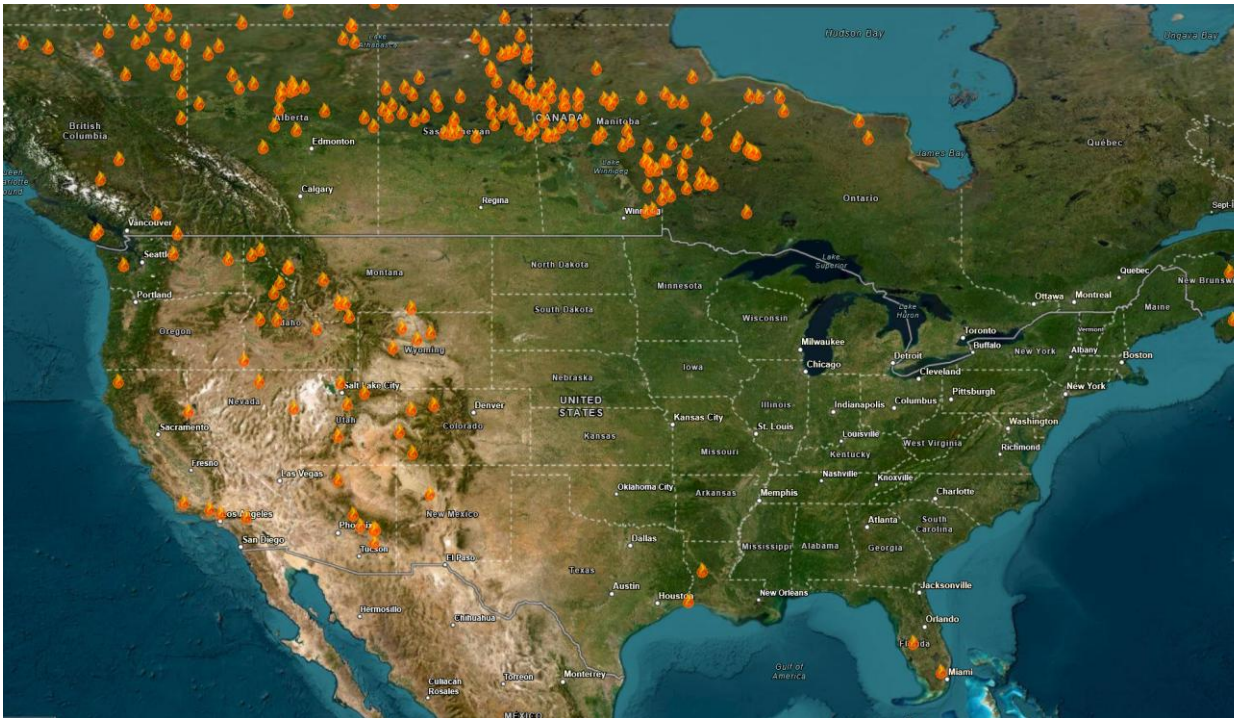 Hudson Bay
Ungava Bay
Lake
Athabasca
British
Columbia
Alberta
CANADA
Manitoba
Edmonton
James Bay
Québec
Lake
Winnipeg
Calgary
Regina
Ontario
Vancouver
Seattle
Lake
Superior
Quebec
New Brunswick
Montana
North Dakota
Minnesota
Ottawa
Montreal
Maine
Portland
Oregon
Idaho
South Dakota
Wisconsin
Lake
Huron
Toronto
Vermont
Wyoming
Milwaukee
Detroit
Buffalo
New York
Albany
Boston
Iowa
Chicago
Cleveland
Nebraska
Salt Lake City
Nevada
Utah
Denver
Colorado
UNITED
STATES
Illinois
Indianapolis
Columbus
Pittsburgh
New York
Sacramento
Kansas City
Kansas
St. Louis
Louisville
Kentucky
West Virginia
Washington
Richmond
Fresno
Las Vegas
Missouri
Nashville
Knoxville
Oklahoma City
Arkansas
Memphis
Charlotte
Los Angeles
New Mexico
Phoenix
Atlanta
South
Carolina
San Diego
Tucson
El Paso
Dallas
Mississippi
Alabama
Georgia
Texas
Austin
Houston
New Orleans
Jacksonville
Hermosillo
Chihuahua
Orlando
Florida
Gulf of
America
Miami
Culiacán
Rosales
Torreón
Monterrey